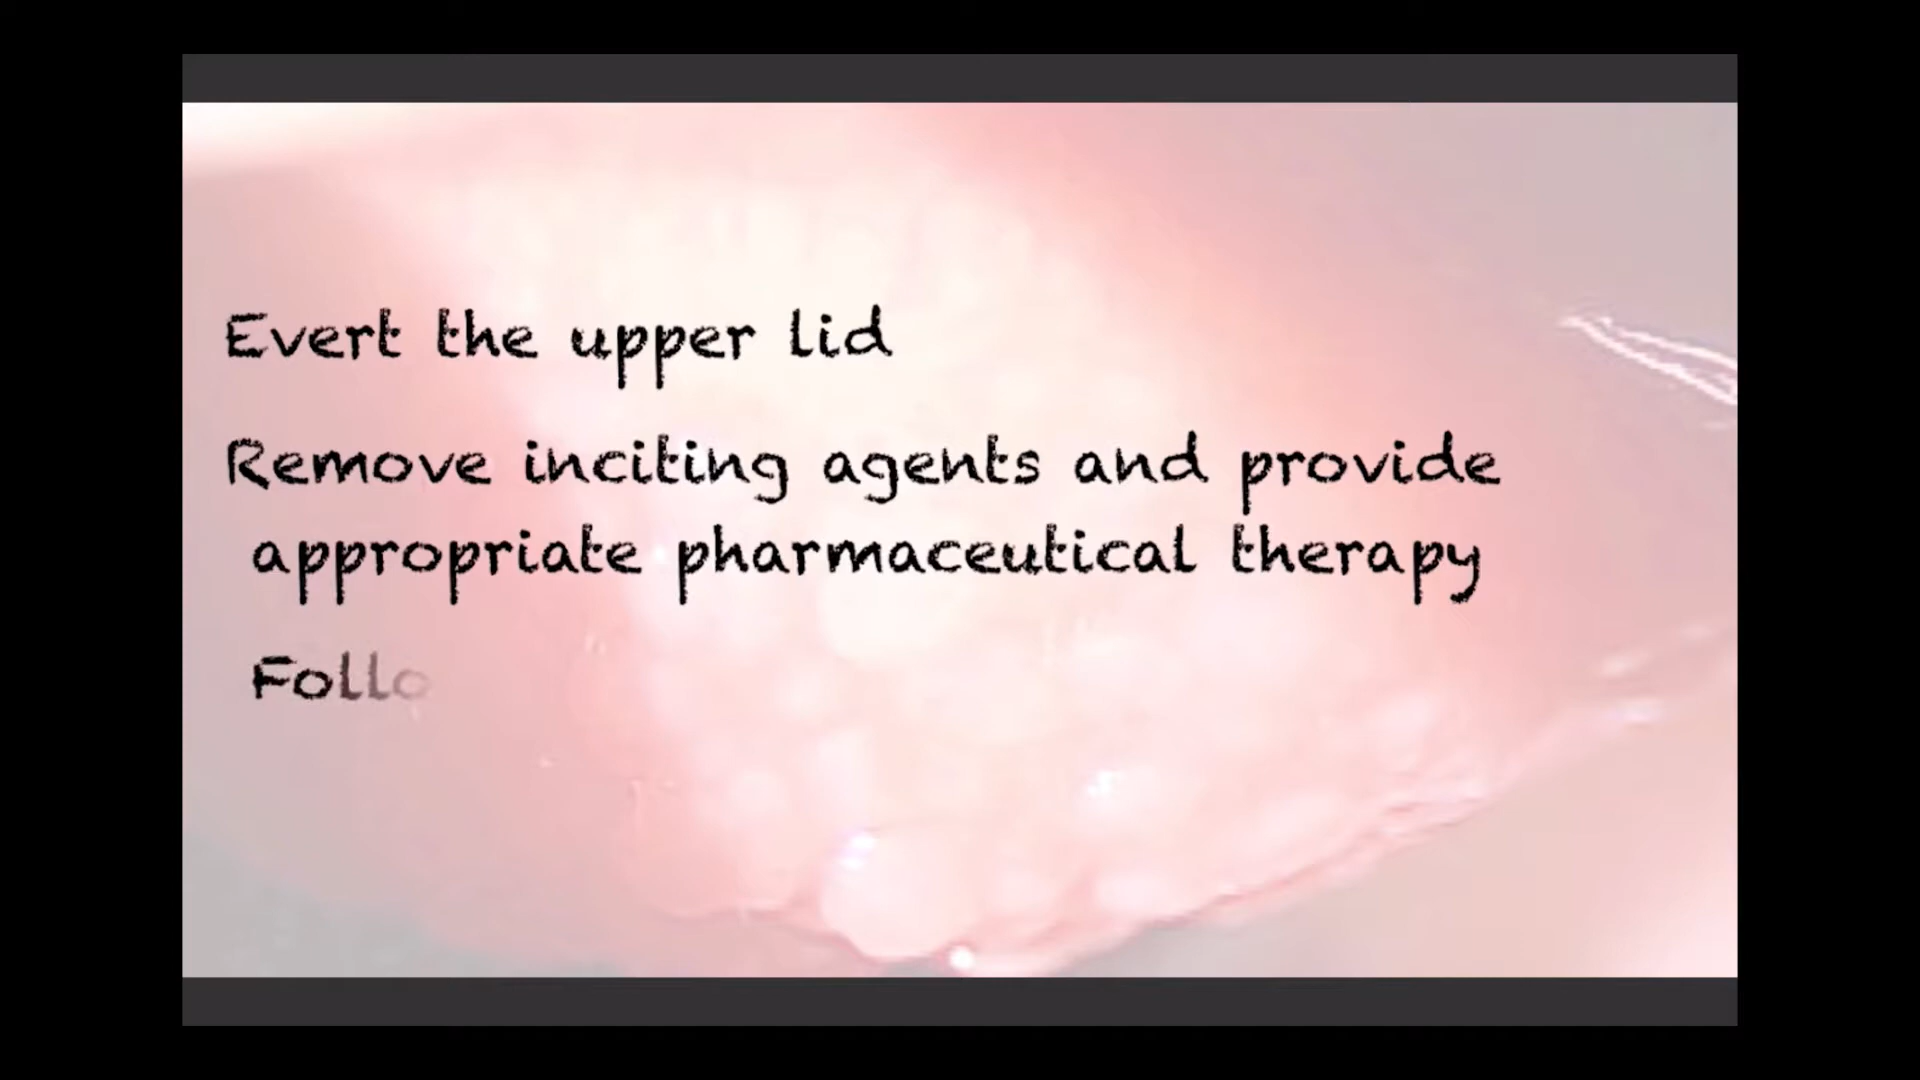 Evert the upper lid
Remove inciting agents and provide
appropriate pharmaceutical therapy
Follo